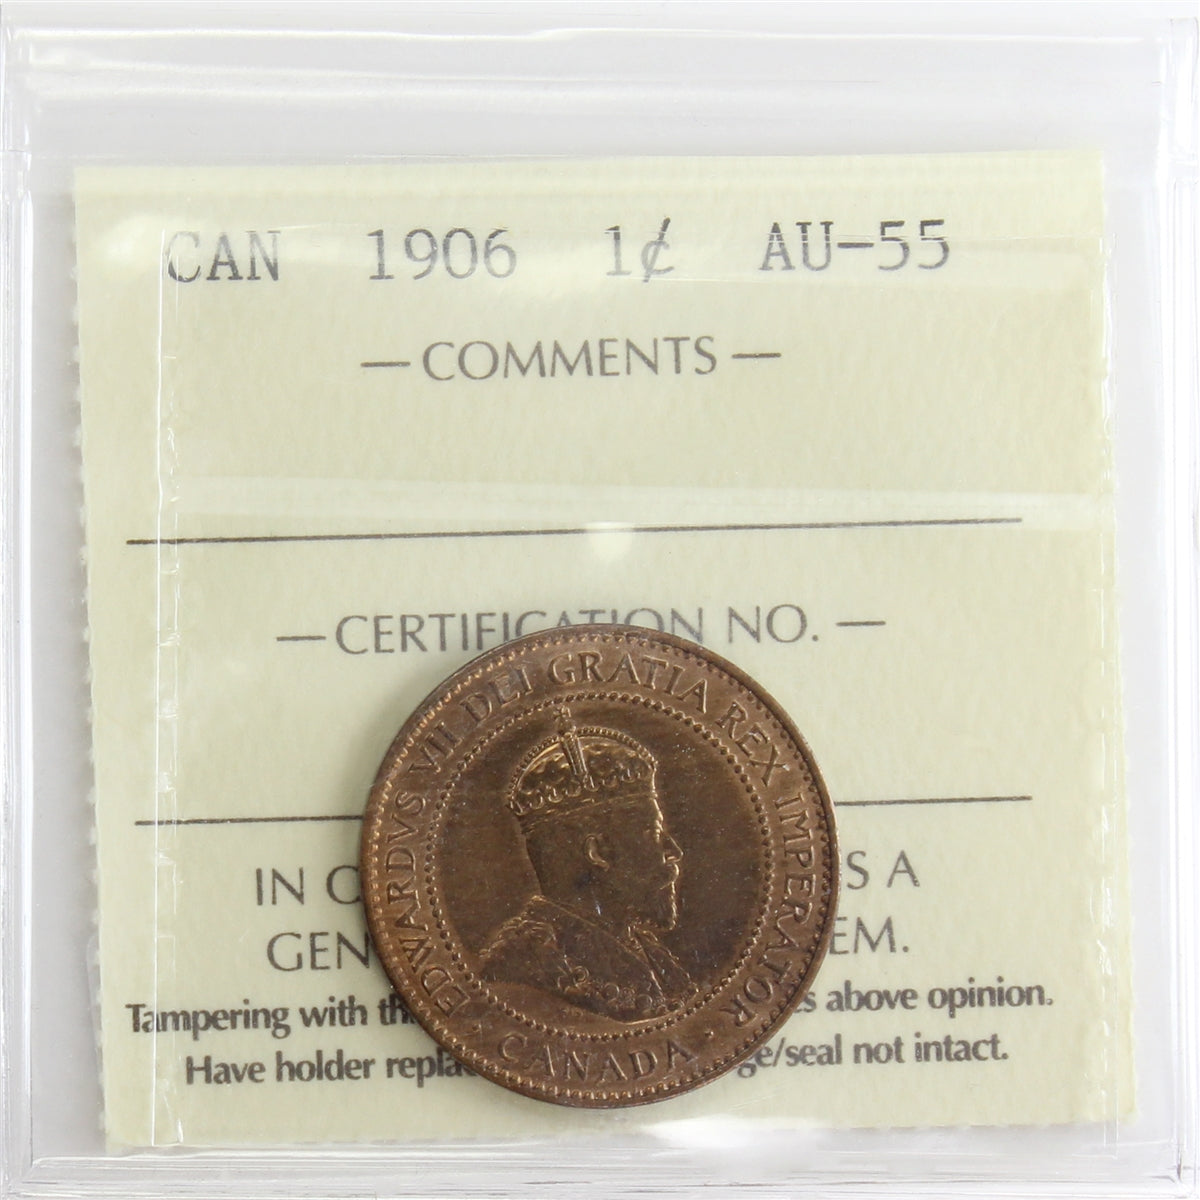 CAN 1906 1¢ AU-55
— COMMENTS —
— CERTIFICATION NO. —
IN S A
GEN EM.
Tampering with th s above opinion.
Have holder repla ge/seal not intact.
EDWARDVS VII DEI GRATIA REX IMPERATOR
· CANADA ·